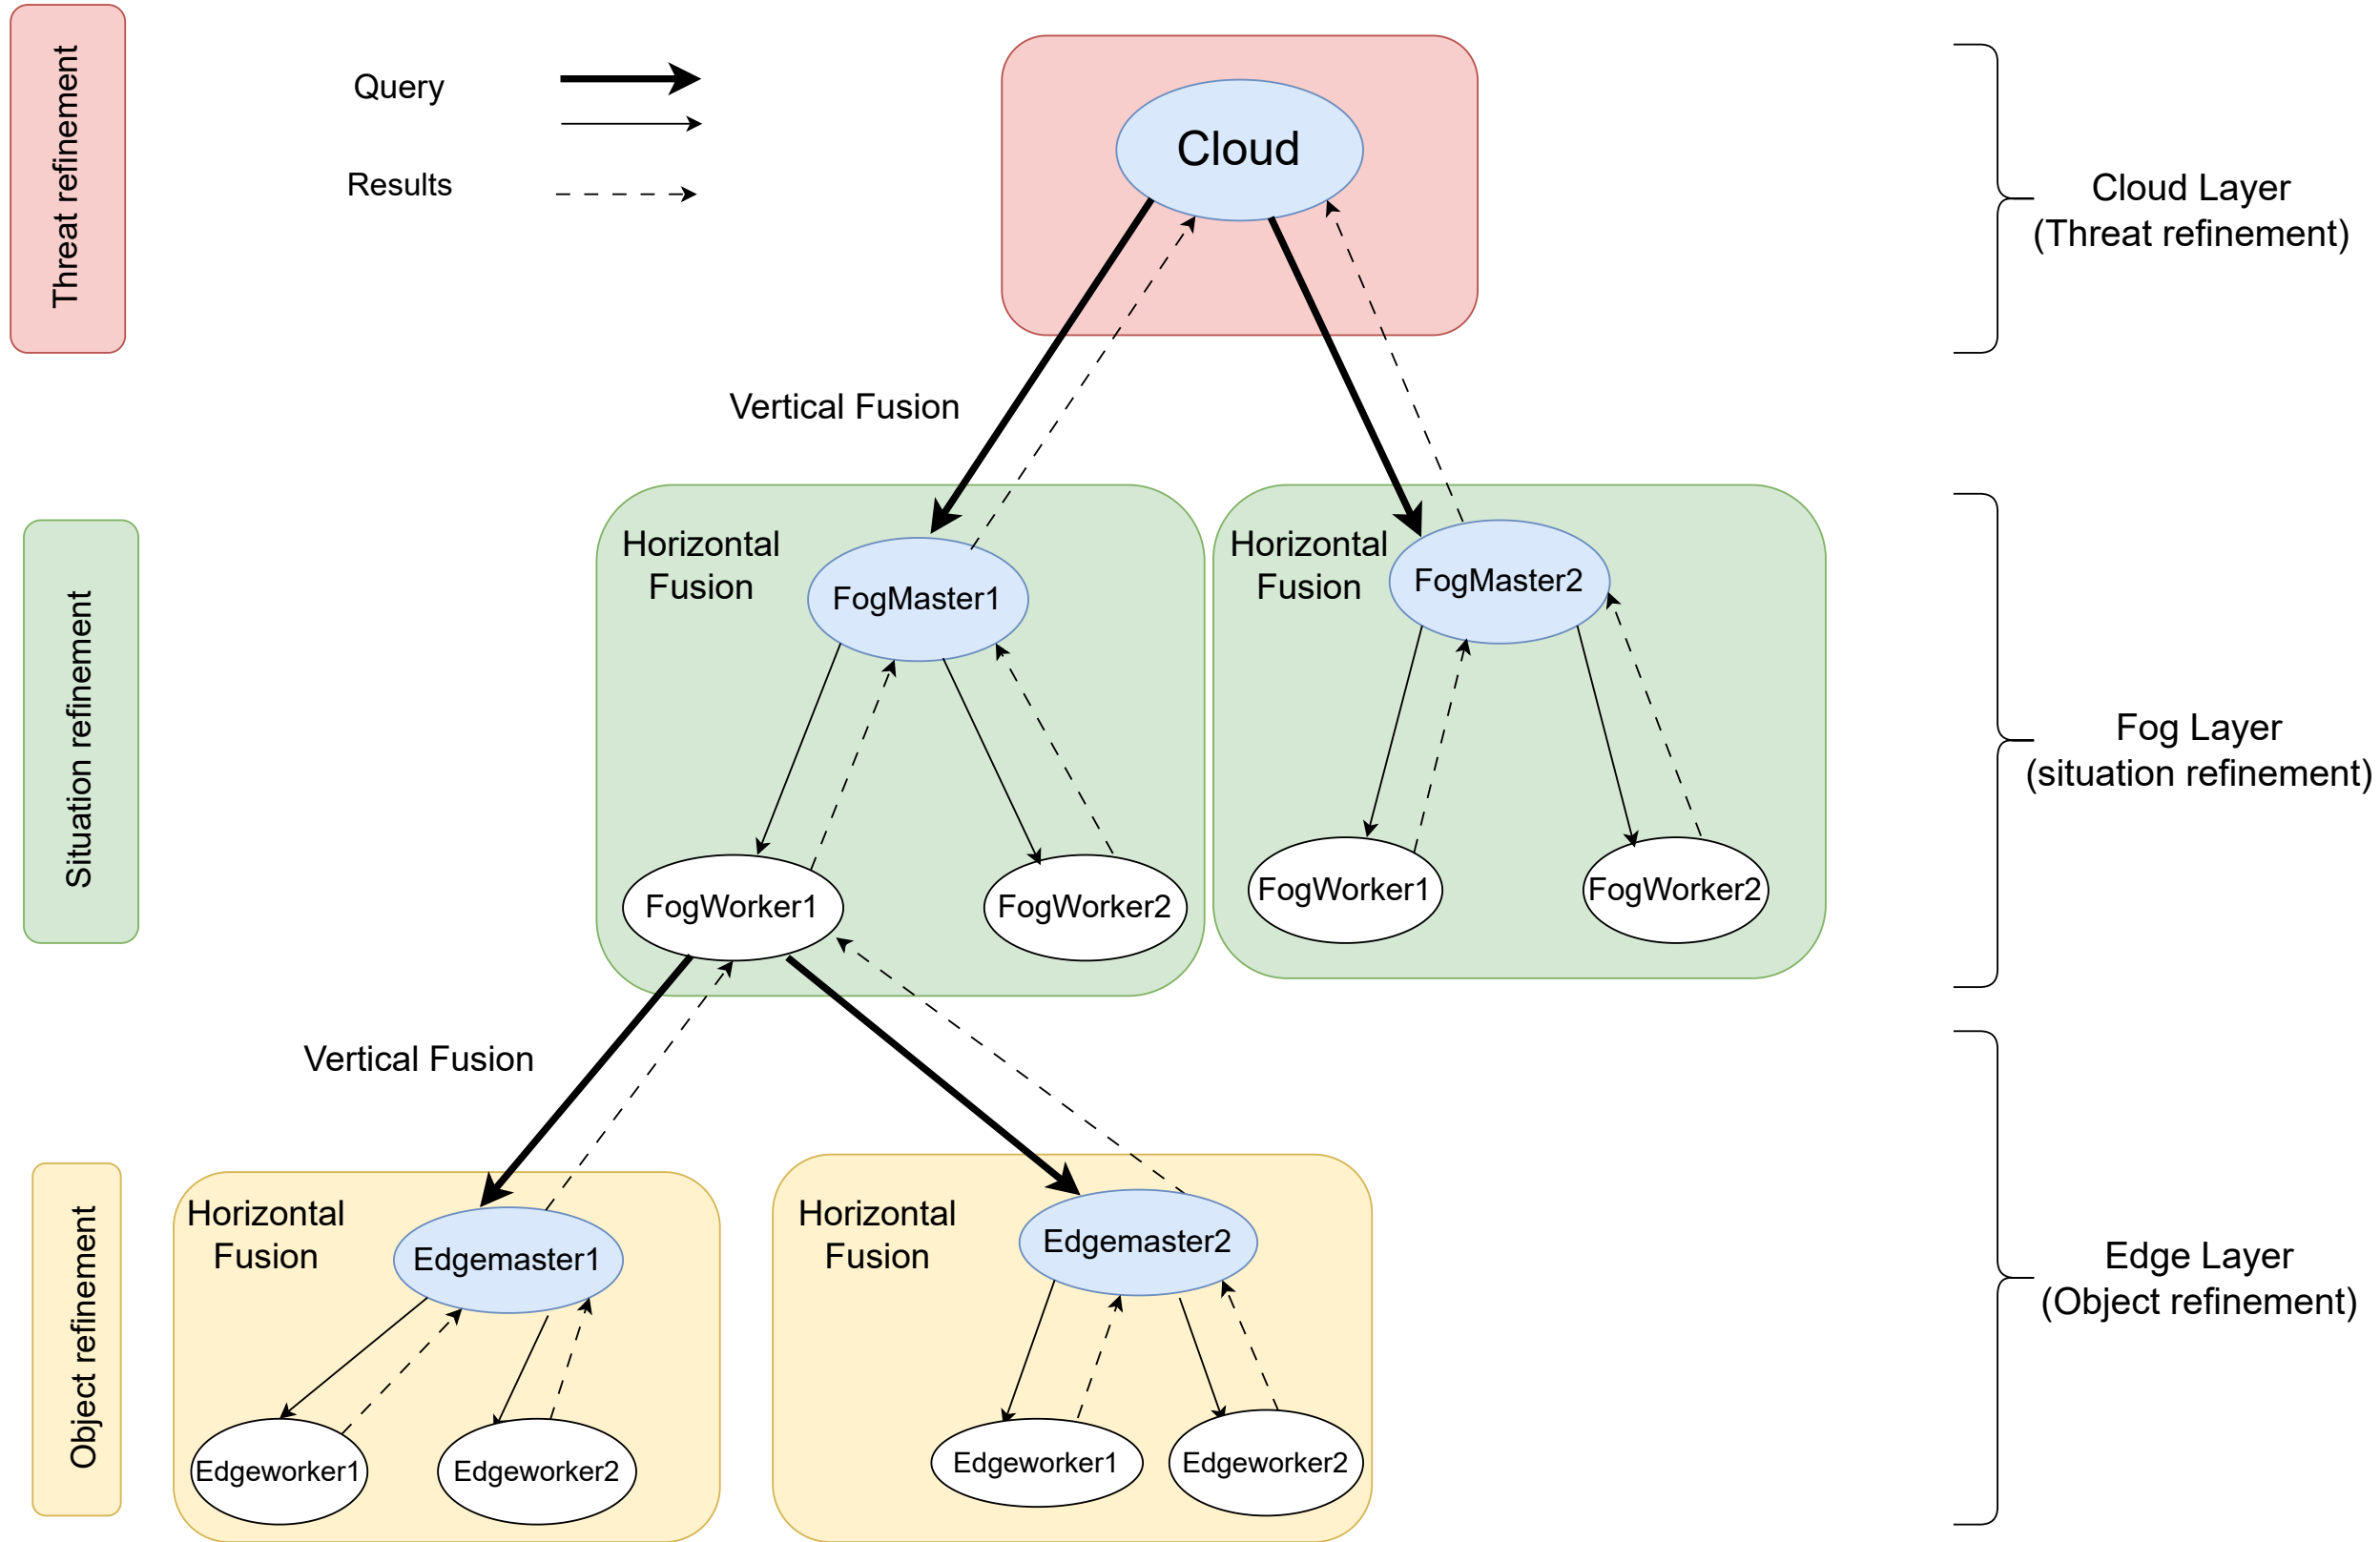 Threat refinement
Query
Results
Cloud
Cloud Layer
(Threat refinement)
Vertical Fusion
Situation refinement
Horizontal
Fusion
FogMaster1
Horizontal
Fusion
FogMaster2
FogWorker1
FogWorker2
FogWorker1
FogWorker2
Fog Layer
(situation refinement)
Vertical Fusion
Object refinement
Horizontal
Fusion
Edgemaster1
Horizontal
Fusion
Edgemaster2
Edgeworker1
Edgeworker2
Edgeworker1
Edgeworker2
Edge Layer
(Object refinement)